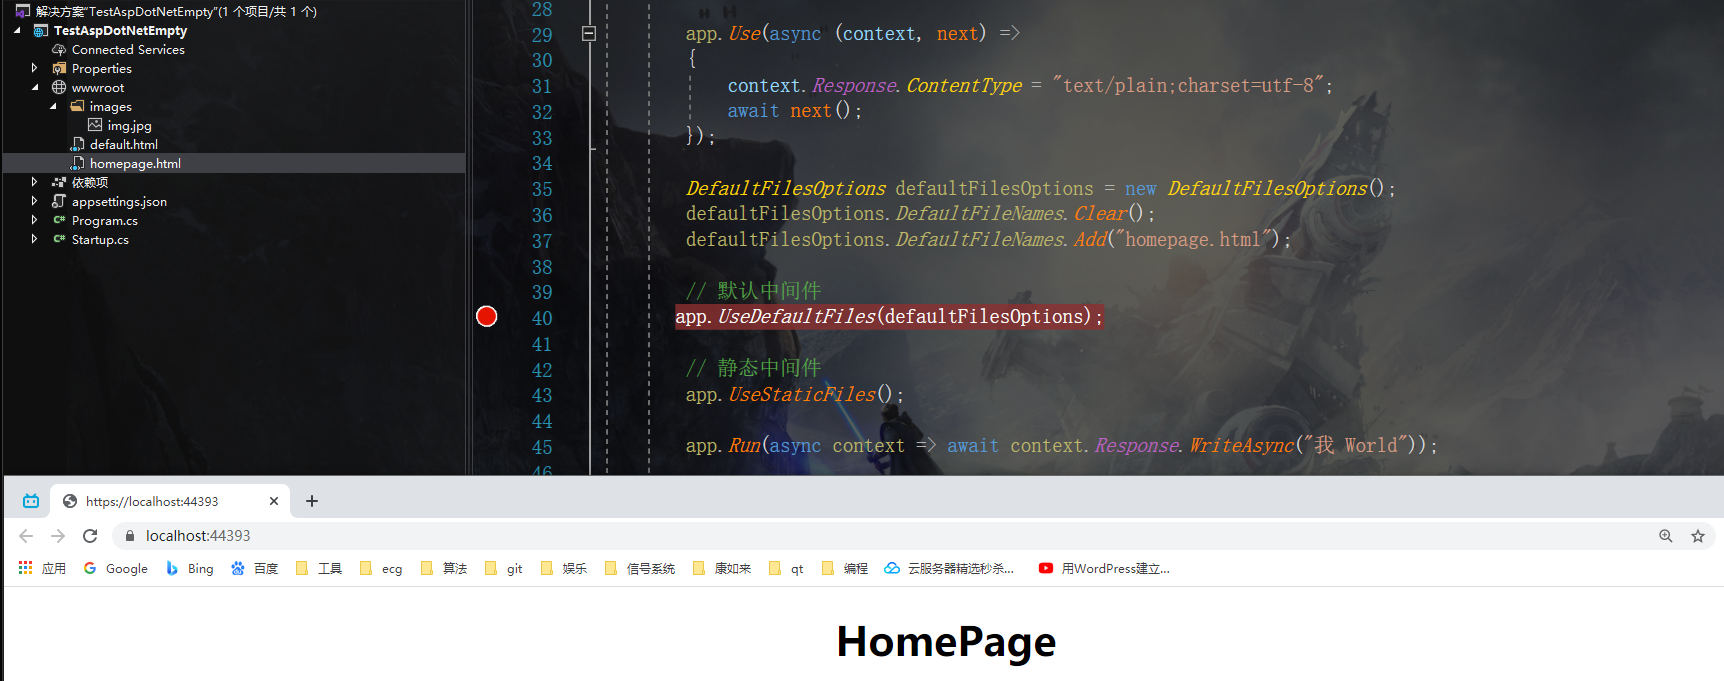 解决方案"TestAspDotNetEmpty"(1 个项目/共 1 个)
TestAspDotNetEmpty
Connected Services
Properties
wwwroot
images
img.jpg
default.html
homepage.html
依赖项
appsettings.json
Program.cs
Startup.cs
28
29 app.Use(async (context, next) =>
30 {
31 context.Response.ContentType = "text/plain;charset=utf-8";
32 await next();
33 });
34
35 DefaultFilesOptions defaultFilesOptions = new DefaultFilesOptions();
36 defaultFilesOptions.DefaultFileNames.Clear();
37 defaultFilesOptions.DefaultFileNames.Add("homepage.html");
38
39 // 默认中间件
40 app.UseDefaultFiles(defaultFilesOptions);
41
42 // 静态中间件
43 app.UseStaticFiles();
44
45 app.Run(async context => await context.Response.WriteAsync("我 World"));
46
https://localhost:44393
localhost:44393
应用 Google Bing 百度 工具 ecg 算法 git 娱乐 信号系统 康如来 qt 编程 云服务器精选秒杀... 用WordPress建立...
HomePage